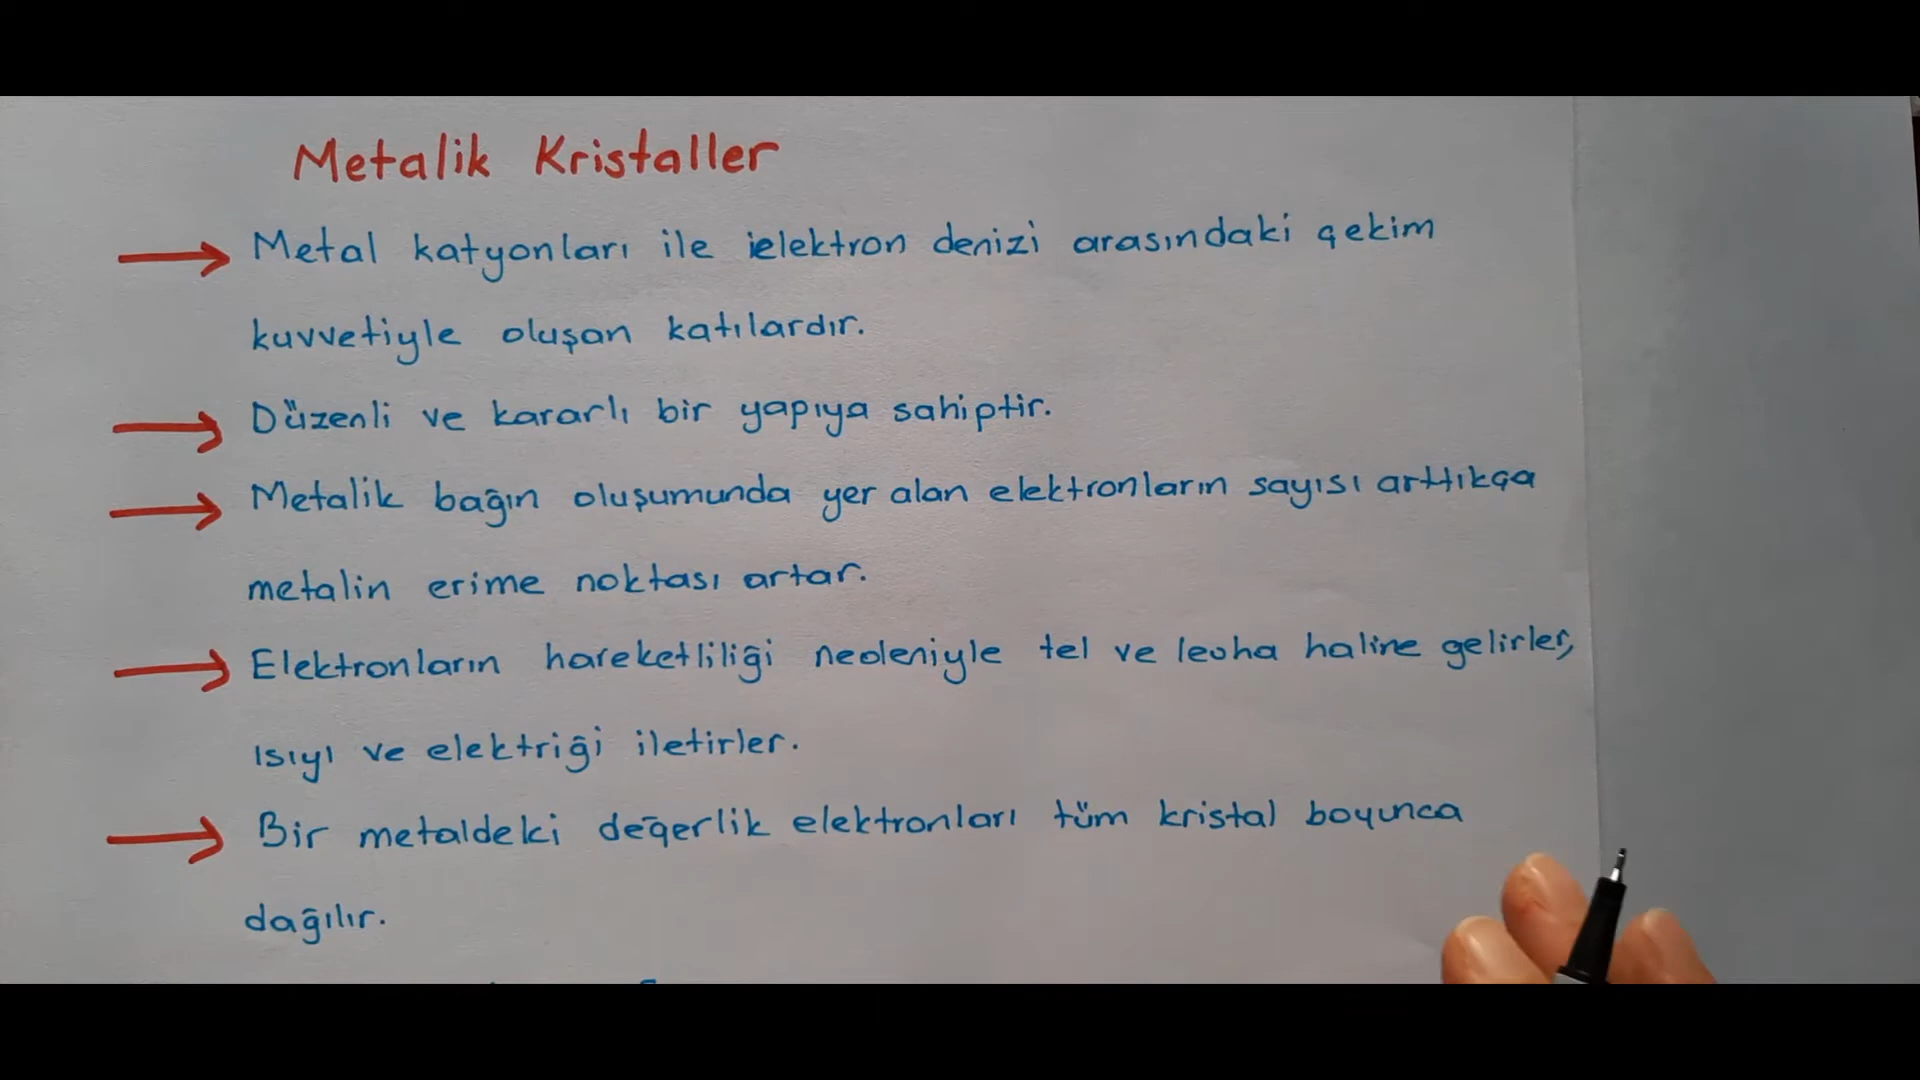 Metalik Kristaller
Metal katyonları ile elektron denizi arasındaki çekim
kuvvetiyle oluşan katılardır.
Düzenli ve kararlı bir yapıya sahiptir.
Metalik bağın oluşumunda yer alan elektronların sayısı arttıkça
metalin erime noktası artar.
Elektronların hareketliliği nedeniyle tel ve levha haline gelirler,
ısıyı ve elektriği iletirler.
Bir metaldeki değerlik elektronları tüm kristal boyunca
dağılır.